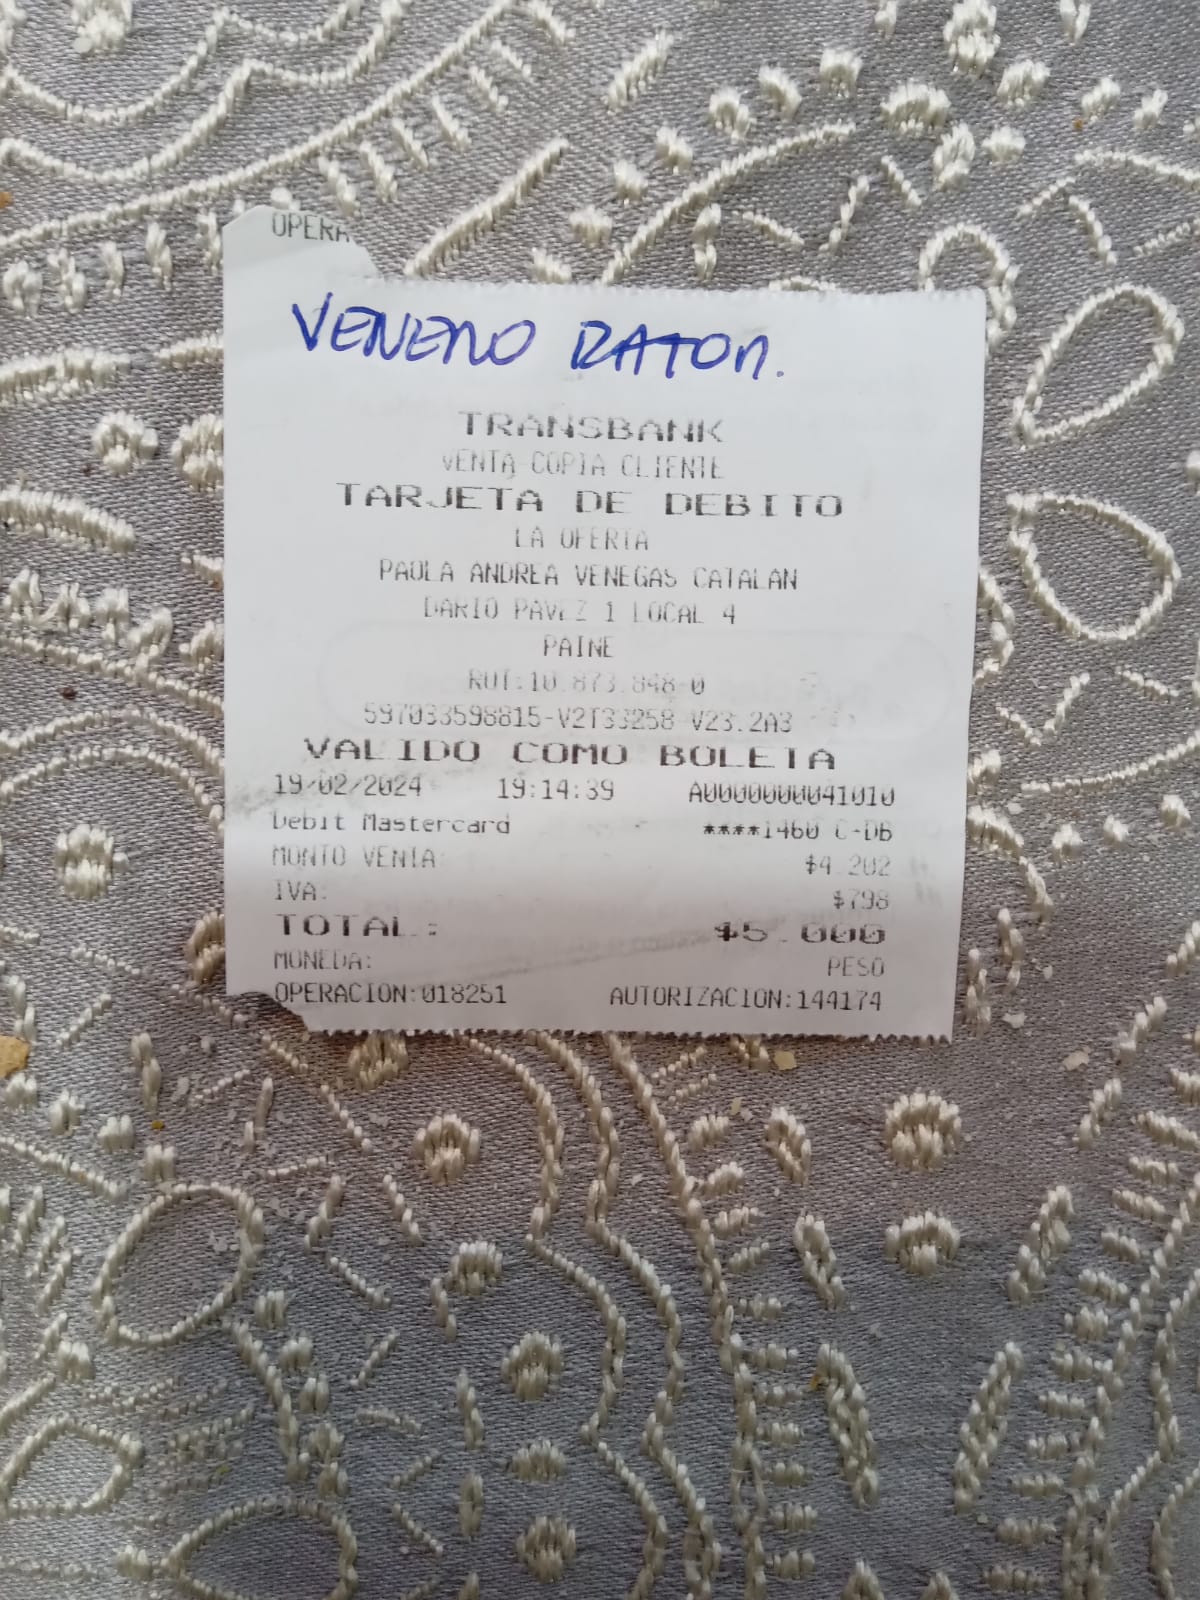 OPERA
VENENO RATON.
TRANSBANK
VENTA-COPIA CLIENTE
TARJETA DE DEBITO
LA OFERTA
PAOLA ANDREA VENEGAS CATALAN
DARIO PAVEZ 1 LOCAL 4
PAINE
RUT:10.873.848-0
597033598815-V2T33258-V23.2A3
VALIDO COMO BOLETA
19/02/2024 19:14:39 A0000000041010
Debit Mastercard ****1460 C-DB
MONTO VENTA: $4.202
IVA: $798
TOTAL: $5.000
MONEDA: PESO
OPERACION:018251 AUTORIZACION:144174